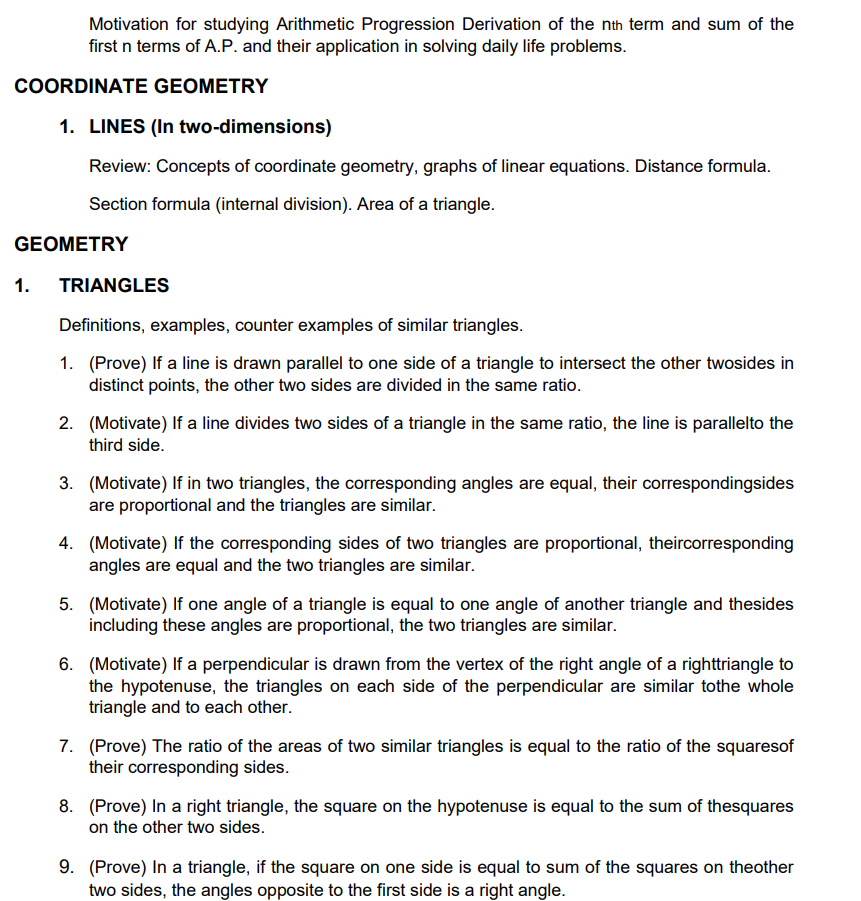 Motivation for studying Arithmetic Progression Derivation of the nth term and sum of the
first n terms of A.P. and their application in solving daily life problems.
COORDINATE GEOMETRY
1. LINES (In two-dimensions)
Review: Concepts of coordinate geometry, graphs of linear equations. Distance formula.
Section formula (internal division). Area of a triangle.
GEOMETRY
1. TRIANGLES
Definitions, examples, counter examples of similar triangles.
1. (Prove) If a line is drawn parallel to one side of a triangle to intersect the other twosides in
distinct points, the other two sides are divided in the same ratio.
2. (Motivate) If a line divides two sides of a triangle in the same ratio, the line is parallelto the
third side.
3. (Motivate) If in two triangles, the corresponding angles are equal, their correspondingsides
are proportional and the triangles are similar.
4. (Motivate) If the corresponding sides of two triangles are proportional, theircorresponding
angles are equal and the two triangles are similar.
5. (Motivate) If one angle of a triangle is equal to one angle of another triangle and thesides
including these angles are proportional, the two triangles are similar.
6. (Motivate) If a perpendicular is drawn from the vertex of the right angle of a righttriangle to
the hypotenuse, the triangles on each side of the perpendicular are similar tothe whole
triangle and to each other.
7. (Prove) The ratio of the areas of two similar triangles is equal to the ratio of the squaresof
their corresponding sides.
8. (Prove) In a right triangle, the square on the hypotenuse is equal to the sum of thesquares
on the other two sides.
9. (Prove) In a triangle, if the square on one side is equal to sum of the squares on theother
two sides, the angles opposite to the first side is a right angle.